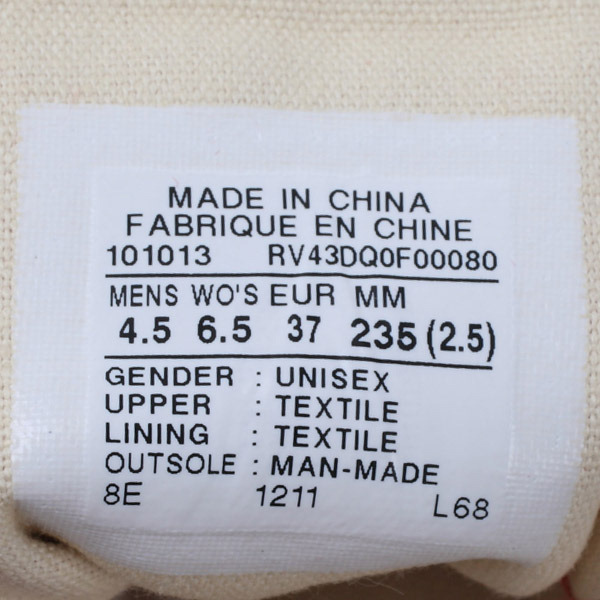 MADE IN CHINA
FABRIQUE EN CHINE
101013 RV43DQ0F00080
MENS WO'S EUR MM
4.5 6.5 37 235 (2.5)
GENDER : UNISEX
UPPER : TEXTILE
LINING : TEXTILE
OUTSOLE : MAN-MADE
8E 1211 L68